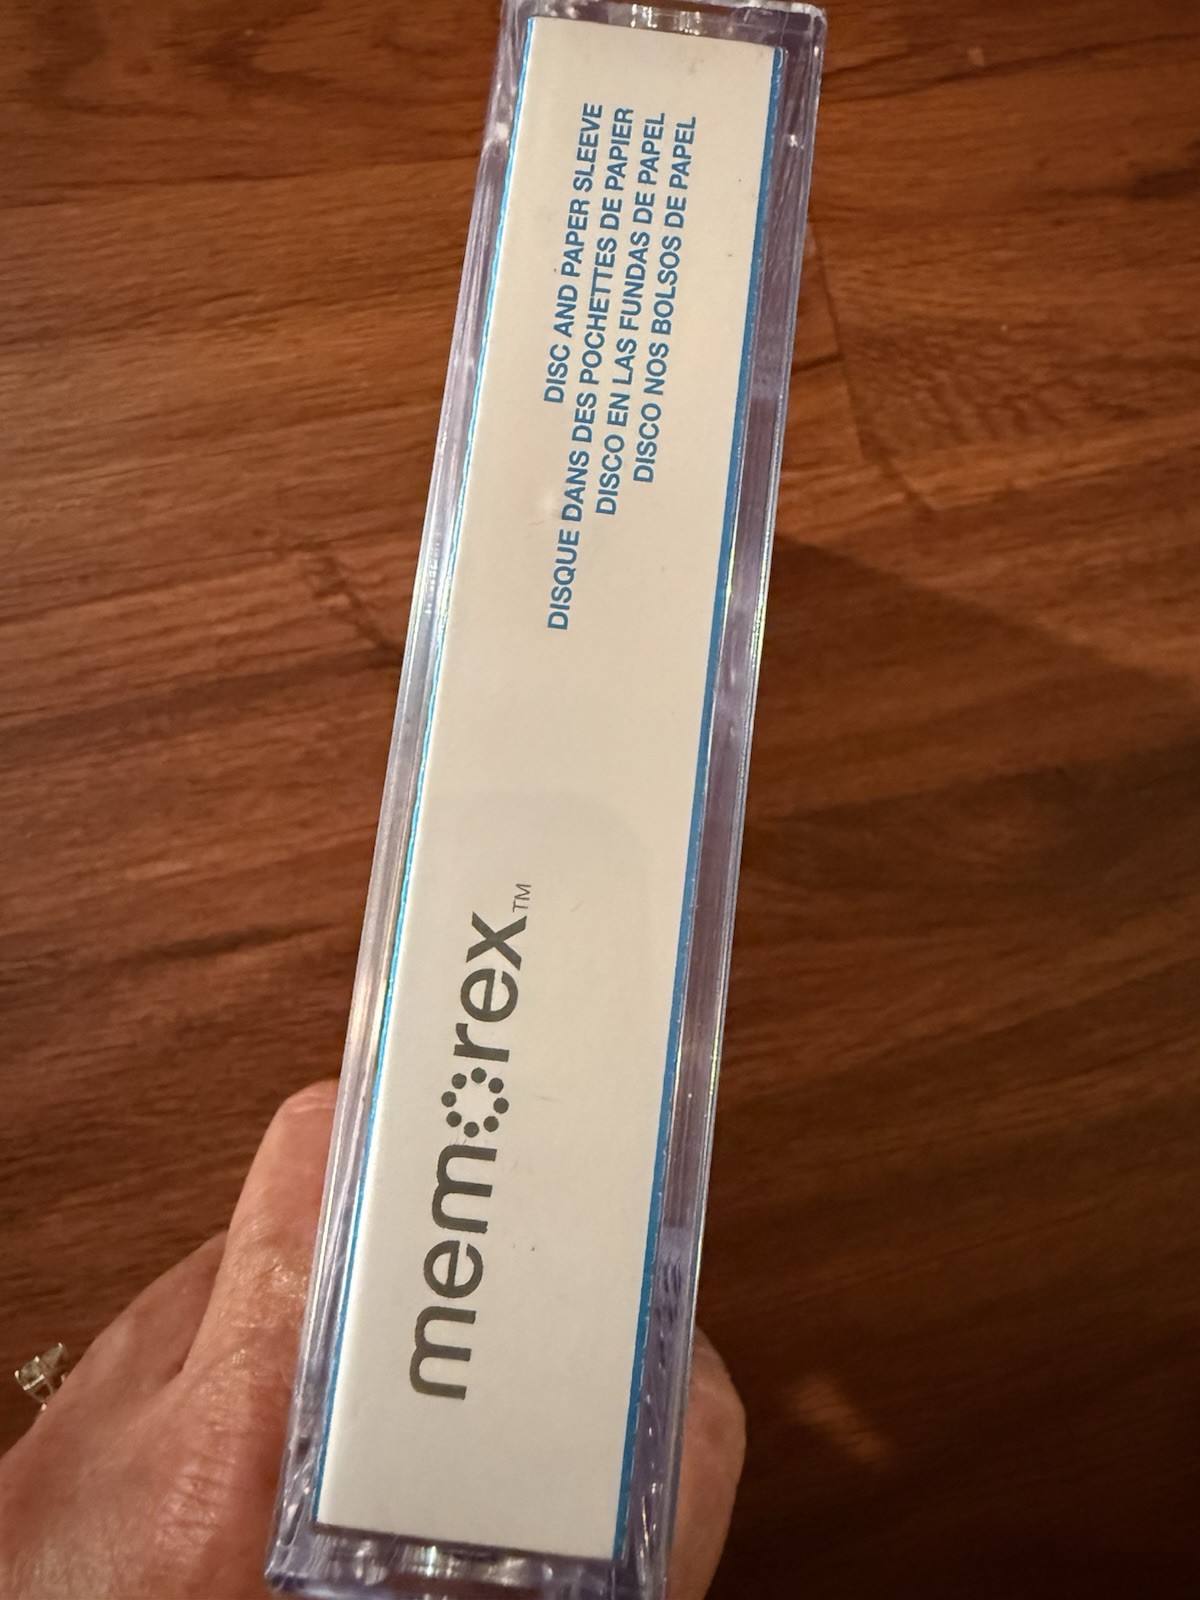 memorex™
DISC AND PAPER SLEEVE
DISQUE DANS DES POCHETTES DE PAPIER
DISCO EN LAS FUNDAS DE PAPEL
DISCO NOS BOLSOS DE PAPEL